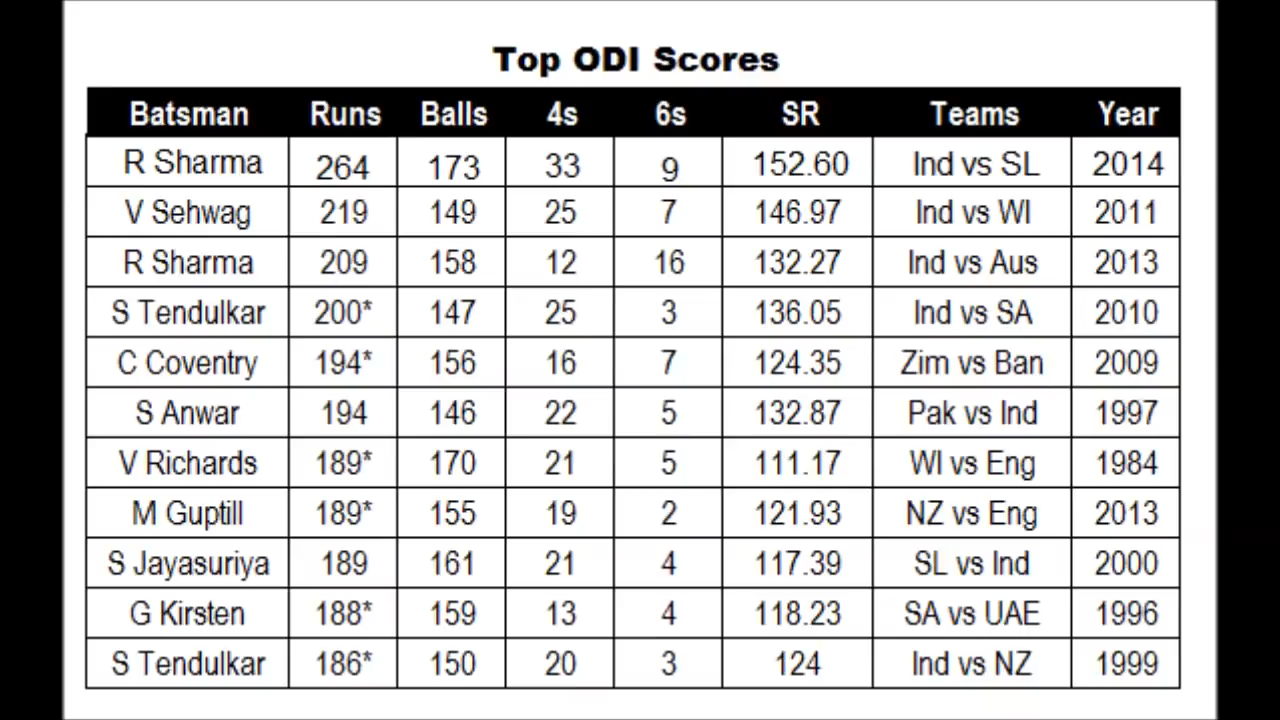 Top ODI Scores
Batsman Runs Balls 4s 6s SR Teams Year
R Sharma 264 173 33 9 152.60 Ind vs SL 2014
V Sehwag 219 149 25 7 146.97 Ind vs WI 2011
R Sharma 209 158 12 16 132.27 Ind vs Aus 2013
S Tendulkar 200* 147 25 3 136.05 Ind vs SA 2010
C Coventry 194* 156 16 7 124.35 Zim vs Ban 2009
S Anwar 194 146 22 5 132.87 Pak vs Ind 1997
V Richards 189* 170 21 5 111.17 WI vs Eng 1984
M Guptill 189* 155 19 2 121.93 NZ vs Eng 2013
S Jayasuriya 189 161 21 4 117.39 SL vs Ind 2000
G Kirsten 188* 159 13 4 118.23 SA vs UAE 1996
S Tendulkar 186* 150 20 3 124 Ind vs NZ 1999